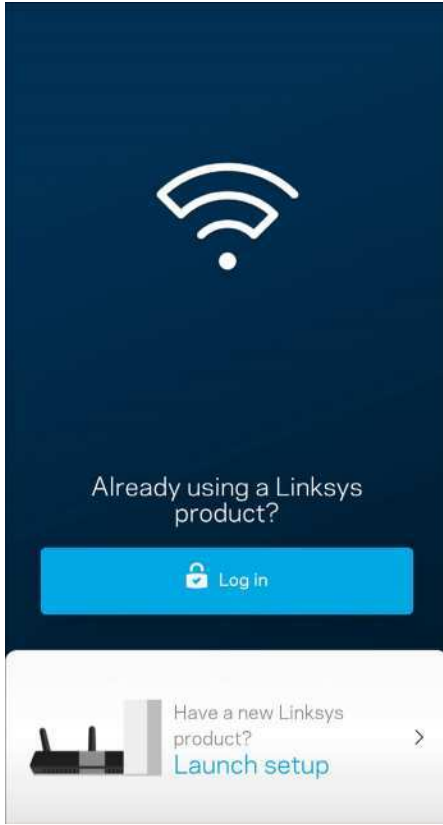 Already using a Linksys
product?
Log in
Have a new Linksys
product?
Launch setup